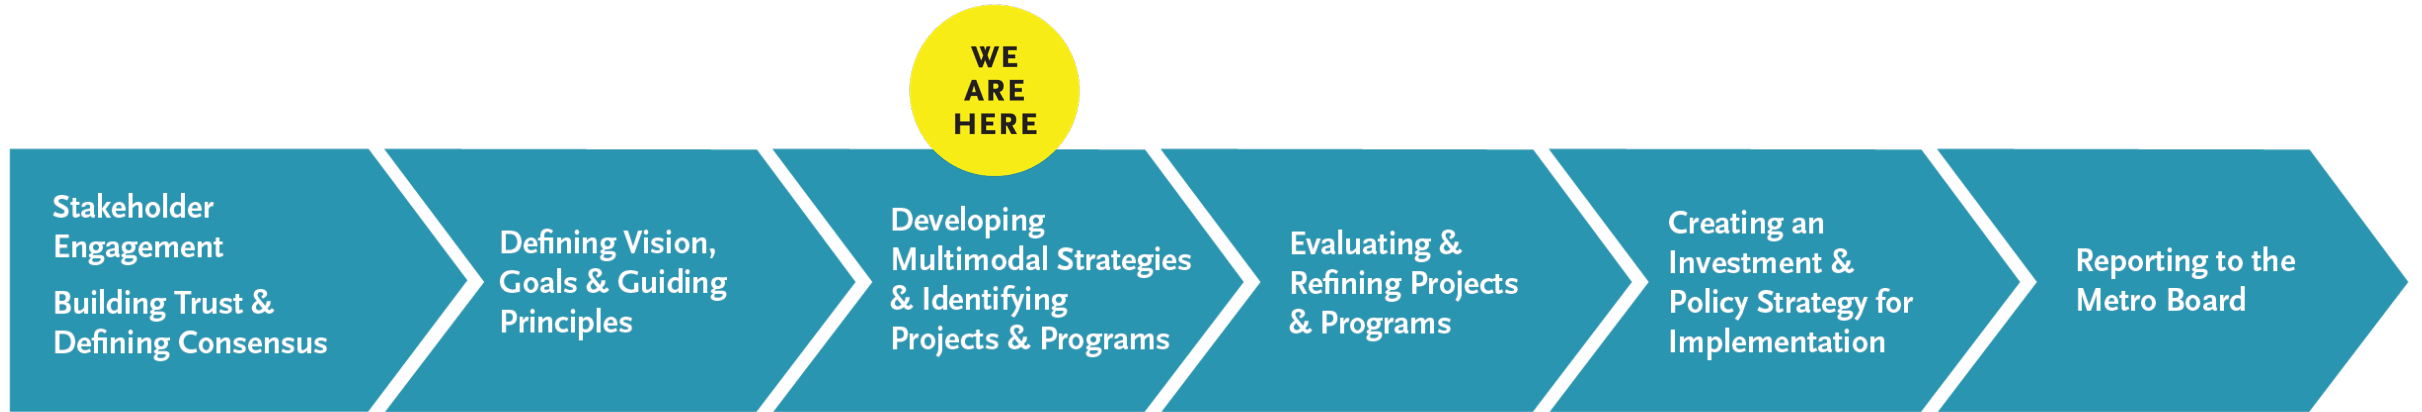 WE
ARE
HERE
Stakeholder
Engagement
Building Trust &
Defining Consensus
Defining Vision,
Goals & Guiding
Principles
Developing
Multimodal Strategies
& Identifying
Projects & Programs
Evaluating &
Refining Projects
& Programs
Creating an
Investment &
Policy Strategy for
Implementation
Reporting to the
Metro Board